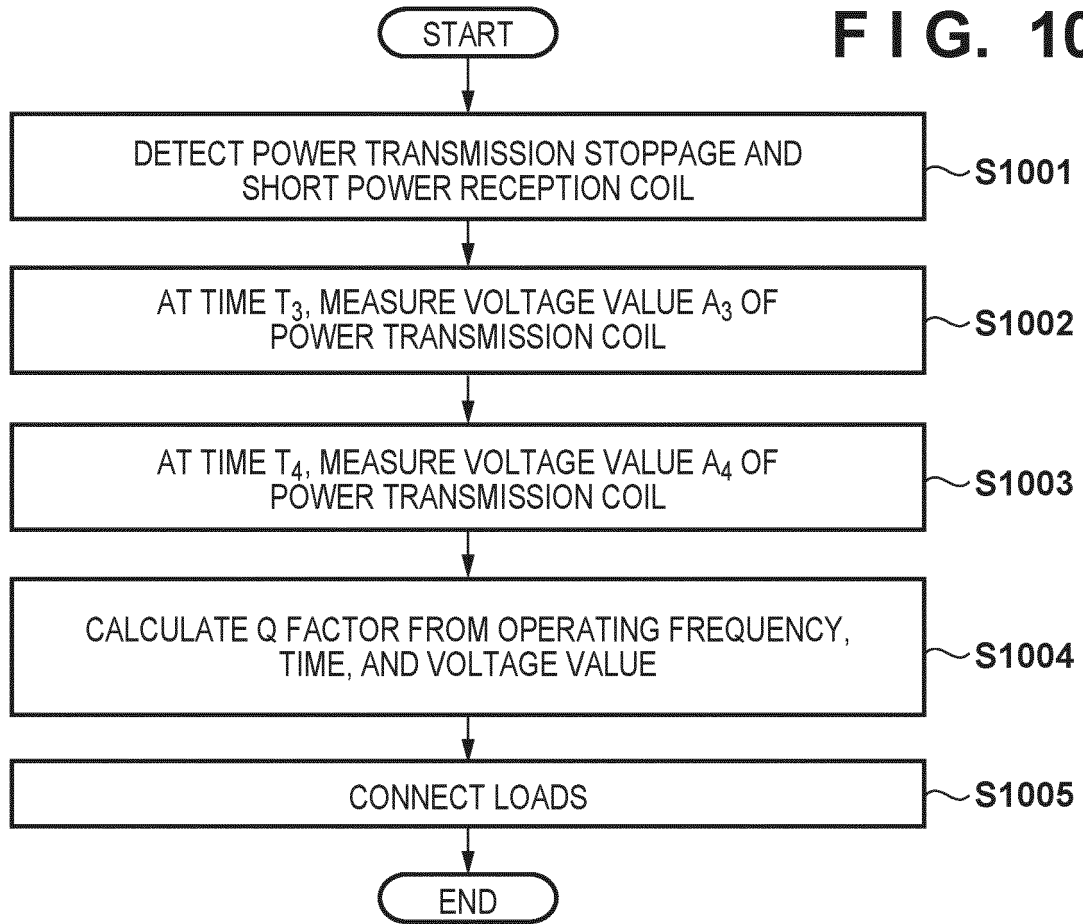 START
F I G. 10
DETECT POWER TRANSMISSION STOPPAGE AND
SHORT POWER RECEPTION COIL
S1001
AT TIME T3, MEASURE VOLTAGE VALUE A3 OF
POWER TRANSMISSION COIL
S1002
AT TIME T4, MEASURE VOLTAGE VALUE A4 OF
POWER TRANSMISSION COIL
S1003
CALCULATE Q FACTOR FROM OPERATING FREQUENCY,
TIME, AND VOLTAGE VALUE
S1004
CONNECT LOADS
S1005
END